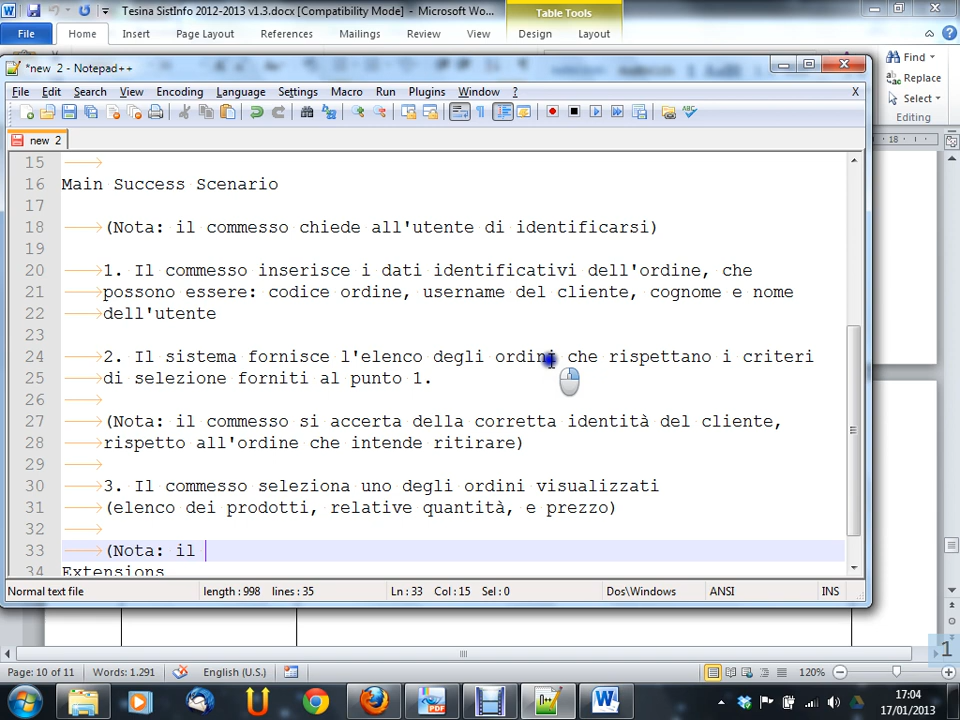 Tesina SistInfo 2012-2013 v1.3.docx [Compatibility Mode] - Microsoft Wo...
Table Tools
File Home Insert Page Layout References Mailings Review View Design Layout
*new 2 - Notepad++
Find
File Edit Search View Encoding Language Settings Macro Run Plugins Window ? X
Replace
Select
Editing
new 2
18
15
16 Main Success Scenario
17
18 (Nota: il commesso chiede all'utente di identificarsi)
19
20 1. Il commesso inserisce i dati identificativi dell'ordine, che
21 possono essere: codice ordine, username del cliente, cognome e nome
22 dell'utente
23
24 2. Il sistema fornisce l'elenco degli ordini che rispettano i criteri
25 di selezione forniti al punto 1.
26
27 (Nota: il commesso si accerta della corretta identità del cliente,
28 rispetto all'ordine che intende ritirare)
29
30 3. Il commesso seleziona uno degli ordini visualizzati
31 (elenco dei prodotti, relative quantità, e prezzo)
32
33 (Nota: il
34 Extensions
Normal text file length : 998 lines : 35 Ln : 33 Col : 15 Sel : 0 Dos\Windows ANSI INS
1
Page: 10 of 11 Words: 1.291 English (U.S.) 120%
PDF
17:04
17/01/2013